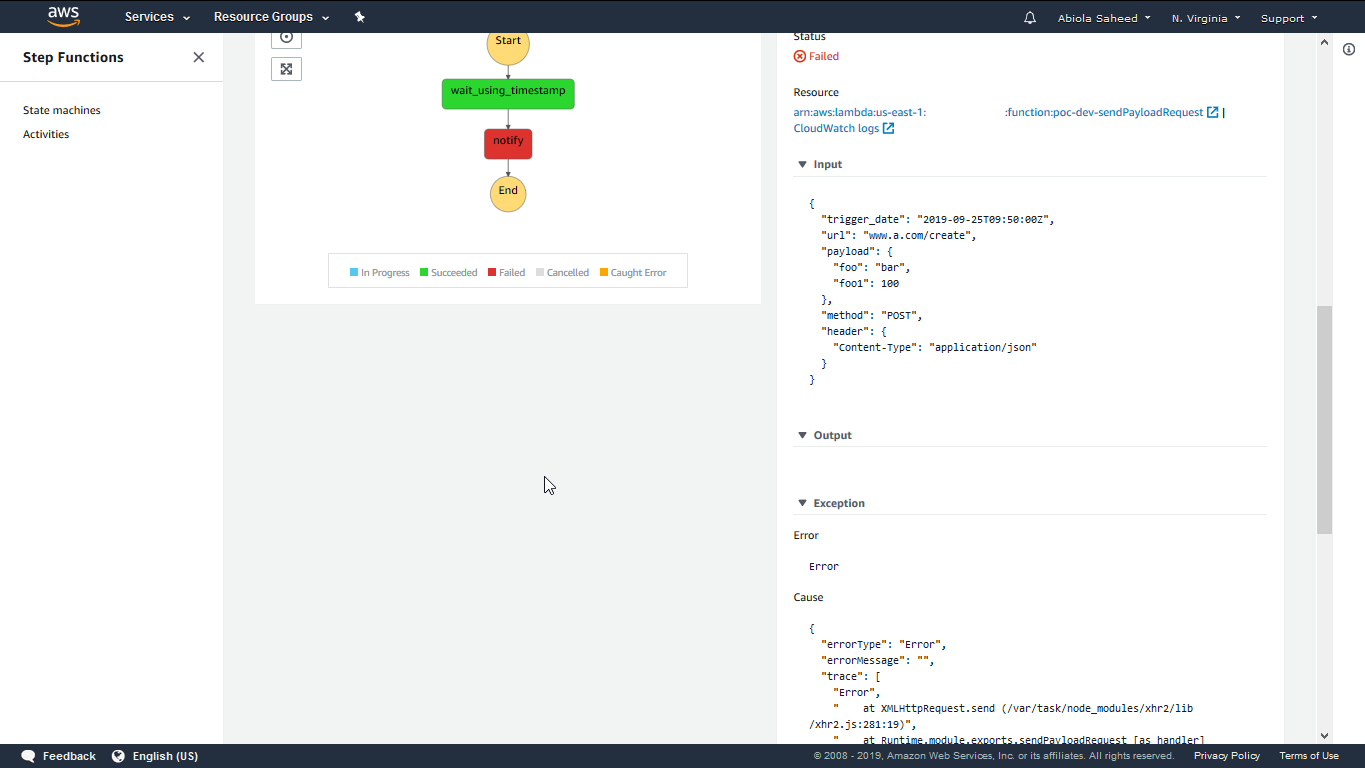 aws
Services
Resource Groups
Abiola Saheed
N. Virginia
Support
Step Functions
State machines
Activities
Start
wait_using_timestamp
notify
End
In Progress
Succeeded
Failed
Cancelled
Caught Error
Status
Failed
Resource
arn:aws:lambda:us-east-1: :function:poc-dev-sendPayloadRequest |
CloudWatch logs
Input
{
"trigger_date": "2019-09-25T09:50:00Z",
"url": "www.a.com/create",
"payload": {
"foo": "bar",
"foo1": 100
},
"method": "POST",
"header": {
"Content-Type": "application/json"
}
}
Output
Exception
Error
Error
Cause
{
"errorType": "Error",
"errorMessage": "",
"trace": [
"Error",
" at XMLHttpRequest.send (/var/task/node_modules/xhr2/lib
/xhr2.js:281:19)",
" at Runtime.module.exports.sendPayloadRequest [as handler]
Feedback
English (US)
© 2008 - 2019, Amazon Web Services, Inc. or its affiliates. All rights reserved.
Privacy Policy
Terms of Use